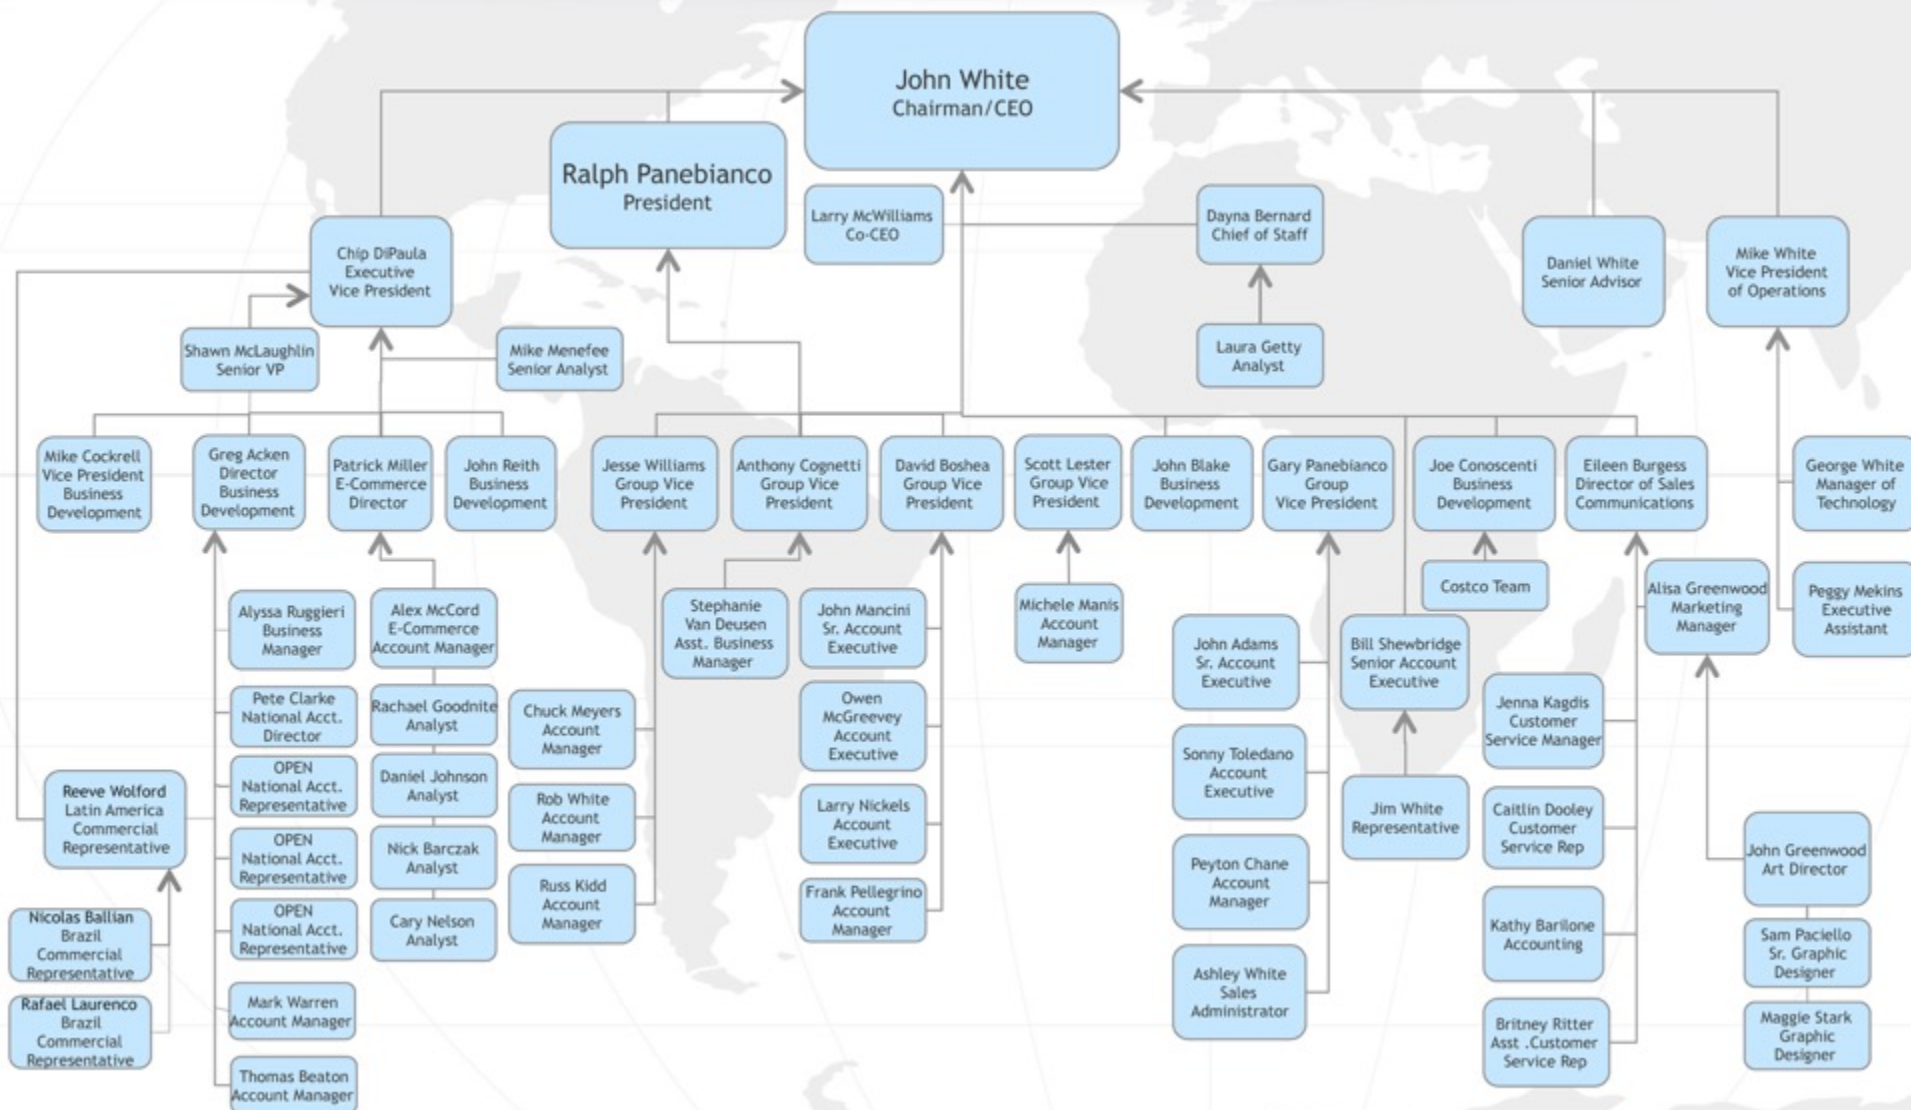 John White
Chairman/CEO
Ralph Panebianco
President
Larry McWilliams
Co-CEO
Dayna Bernard
Chief of Staff
Laura Getty
Analyst
Daniel White
Senior Advisor
Mike White
Vice President
of Operations
Chip DiPaula
Executive
Vice President
Shawn McLaughlin
Senior VP
Mike Menefee
Senior Analyst
Mike Cockrell
Vice President
Business
Development
Greg Acken
Director
Business
Development
Patrick Miller
E-Commerce
Director
John Reith
Business
Development
Jesse Williams
Group Vice
President
Anthony Cognetti
Group Vice
President
David Boshea
Group Vice
President
Scott Lester
Group Vice
President
John Blake
Business
Development
Gary Panebianco
Group
Vice President
Joe Conoscenti
Business
Development
Eileen Burgess
Director of Sales
Communications
George White
Manager of
Technology
Peggy Mekins
Executive
Assistant
Alyssa Ruggieri
Business
Manager
Pete Clarke
National Acct.
Director
OPEN
National Acct.
Representative
OPEN
National Acct.
Representative
OPEN
National Acct.
Representative
Mark Warren
Account Manager
Thomas Beaton
Account Manager
Reeve Wolford
Latin America
Commercial
Representative
Nicolas Ballian
Brazil
Commercial
Representative
Rafael Laurenco
Brazil
Commercial
Representative
Alex McCord
E-Commerce
Account Manager
Rachael Goodnite
Analyst
Daniel Johnson
Analyst
Nick Barczak
Analyst
Cary Nelson
Analyst
Chuck Meyers
Account
Manager
Rob White
Account
Manager
Russ Kidd
Account
Manager
Stephanie
Van Deusen
Asst. Business
Manager
John Mancini
Sr. Account
Executive
Owen
McGreevey
Account
Executive
Larry Nickels
Account
Executive
Frank Pellegrino
Account
Manager
Michele Manis
Account
Manager
John Adams
Sr. Account
Executive
Sonny Toledano
Account
Executive
Peyton Chane
Account
Manager
Ashley White
Sales
Administrator
Bill Shewbridge
Senior Account
Executive
Jim White
Representative
Costco Team
Jenna Kagdis
Customer
Service Manager
Caitlin Dooley
Customer
Service Rep
Kathy Barilone
Accounting
Britney Ritter
Asst .Customer
Service Rep
Alisa Greenwood
Marketing
Manager
John Greenwood
Art Director
Sam Paciello
Sr. Graphic
Designer
Maggie Stark
Graphic
Designer